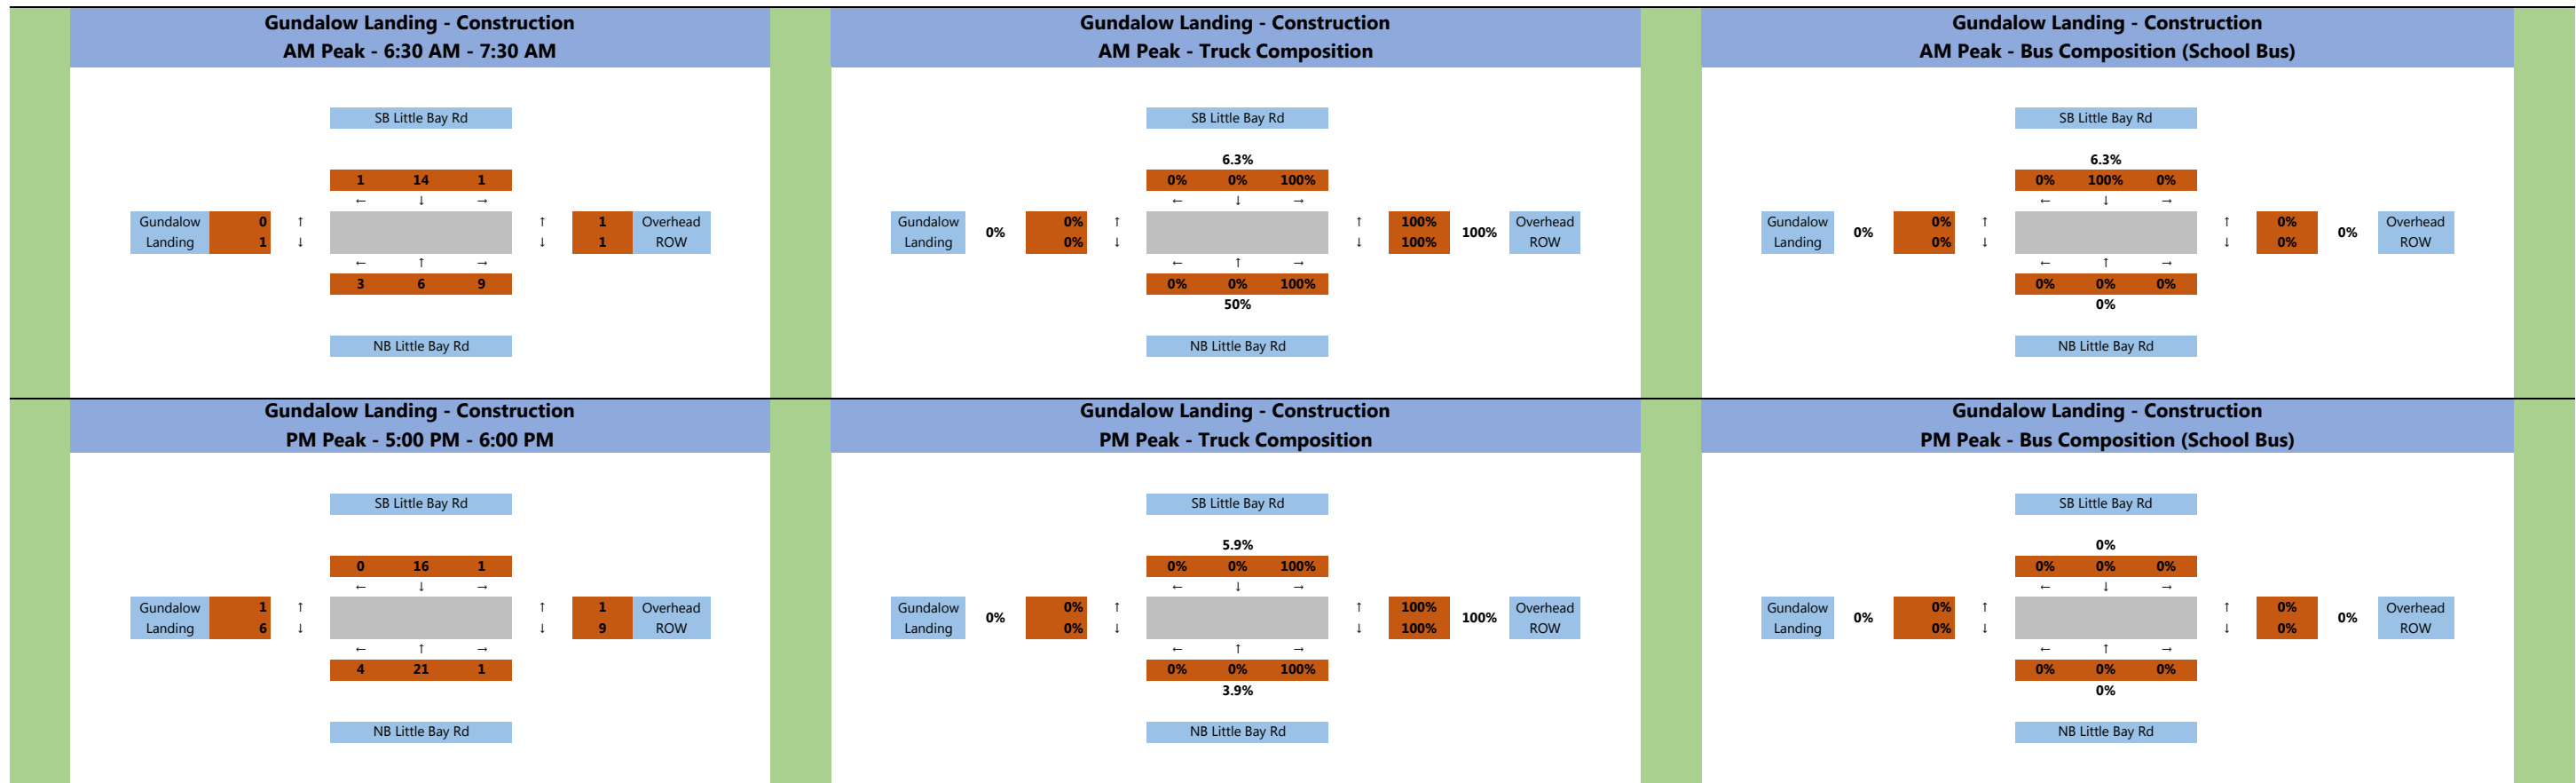 Gundalow Landing - Construction
AM Peak - 6:30 AM - 7:30 AM
SB Little Bay Rd
1 14 1
← ↓ →
Gundalow 0 ↑ ↑ 1 Overhead
Landing 1 ↓ ↓ 1 ROW
← ↑ →
3 6 9
NB Little Bay Rd
Gundalow Landing - Construction
AM Peak - Truck Composition
SB Little Bay Rd
6.3%
0% 0% 100%
← ↓ →
Gundalow 0% ↑ ↑ 100% Overhead
0% 100%
Landing 0% ↓ ↓ 100% ROW
← ↑ →
0% 0% 100%
50%
NB Little Bay Rd
Gundalow Landing - Construction
AM Peak - Bus Composition (School Bus)
SB Little Bay Rd
6.3%
0% 100% 0%
← ↓ →
Gundalow 0% ↑ ↑ 0% Overhead
0% 0%
Landing 0% ↓ ↓ 0% ROW
← ↑ →
0% 0% 0%
0%
NB Little Bay Rd
Gundalow Landing - Construction
PM Peak - 5:00 PM - 6:00 PM
SB Little Bay Rd
0 16 1
← ↓ →
Gundalow 1 ↑ ↑ 1 Overhead
Landing 6 ↓ ↓ 9 ROW
← ↑ →
4 21 1
NB Little Bay Rd
Gundalow Landing - Construction
PM Peak - Truck Composition
SB Little Bay Rd
5.9%
0% 0% 100%
← ↓ →
Gundalow 0% ↑ ↑ 100% Overhead
0% 100%
Landing 0% ↓ ↓ 100% ROW
← ↑ →
0% 0% 100%
3.9%
NB Little Bay Rd
Gundalow Landing - Construction
PM Peak - Bus Composition (School Bus)
SB Little Bay Rd
0%
0% 0% 0%
← ↓ →
Gundalow 0% ↑ ↑ 0% Overhead
0% 0%
Landing 0% ↓ ↓ 0% ROW
← ↑ →
0% 0% 0%
0%
NB Little Bay Rd